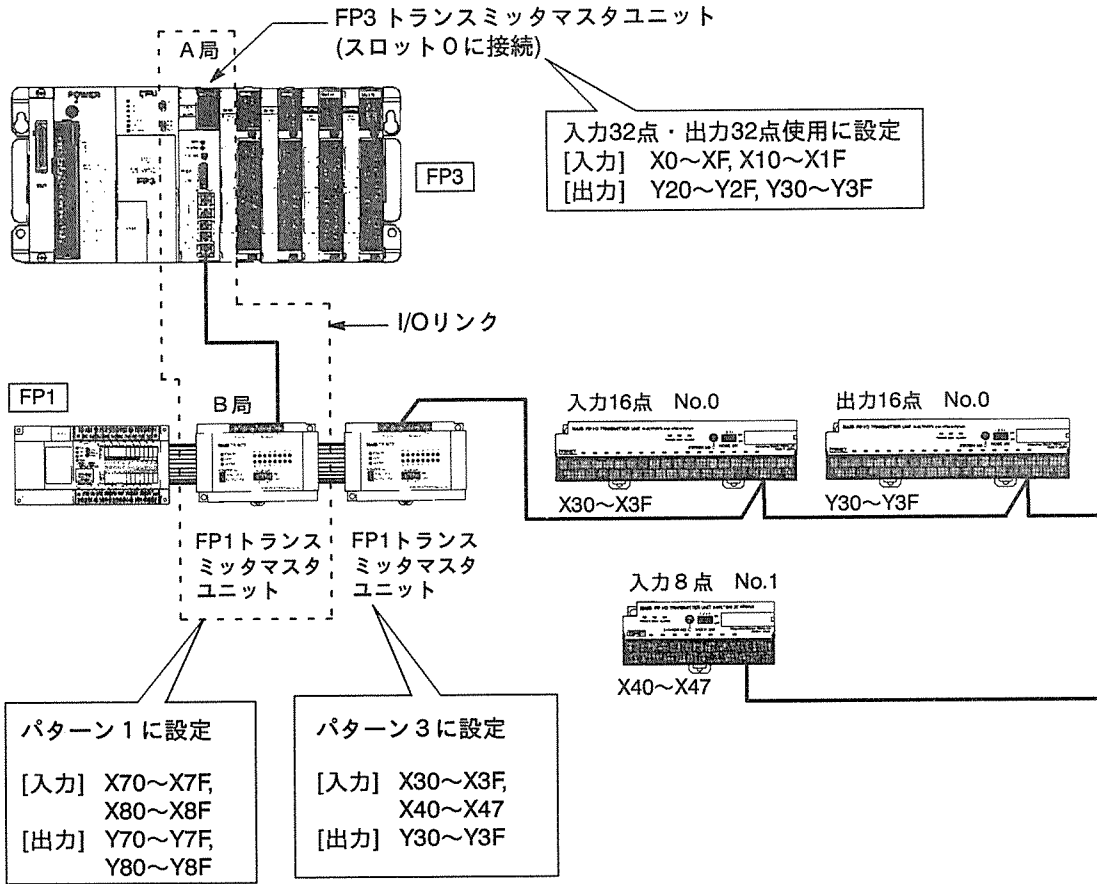 FP3 トランスミッタマスタユニット
(スロット0に接続)
A局
入力32点・出力32点使用に設定
[入力] X0～XF, X10～X1F
[出力] Y20～Y2F, Y30～Y3F
POWER
CPU
FP3
FP3
I/Oリンク
FP1
B局
入力16点 No.0
出力16点 No.0
X30～X3F
Y30～Y3F
FP1トランス
ミッタマスタ
ユニット
FP1トランス
ミッタマスタ
ユニット
入力8点 No.1
X40～X47
パターン1に設定
[入力] X70～X7F,
X80～X8F
[出力] Y70～Y7F,
Y80～Y8F
パターン3に設定
[入力] X30～X3F,
X40～X47
[出力] Y30～Y3F